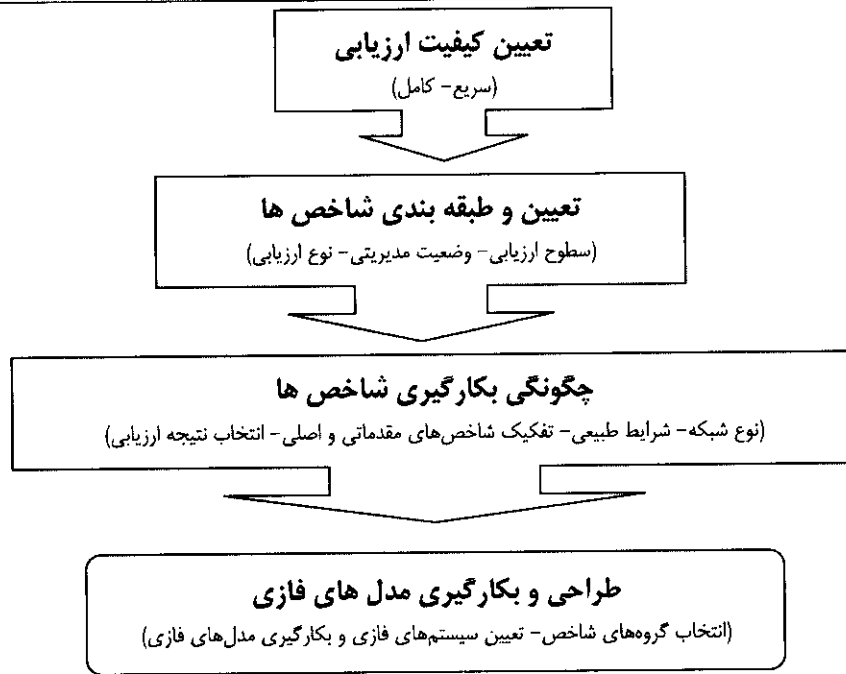 تعیین کیفیت ارزیابی
(سریع- کامل)
تعیین و طبقه بندی شاخص ها
(سطوح ارزیابی- وضعیت مدیریتی- نوع ارزیابی)
چگونگی بکارگیری شاخص ها
(نوع شبکه- شرایط طبیعی- تفکیک شاخص‌های مقدماتی و اصلی- انتخاب نتیجه ارزیابی)
طراحی و بکارگیری مدل های فازی
(انتخاب گروه‌های شاخص- تعیین سیستم‌های فازی و بکارگیری مدل‌های فازی)